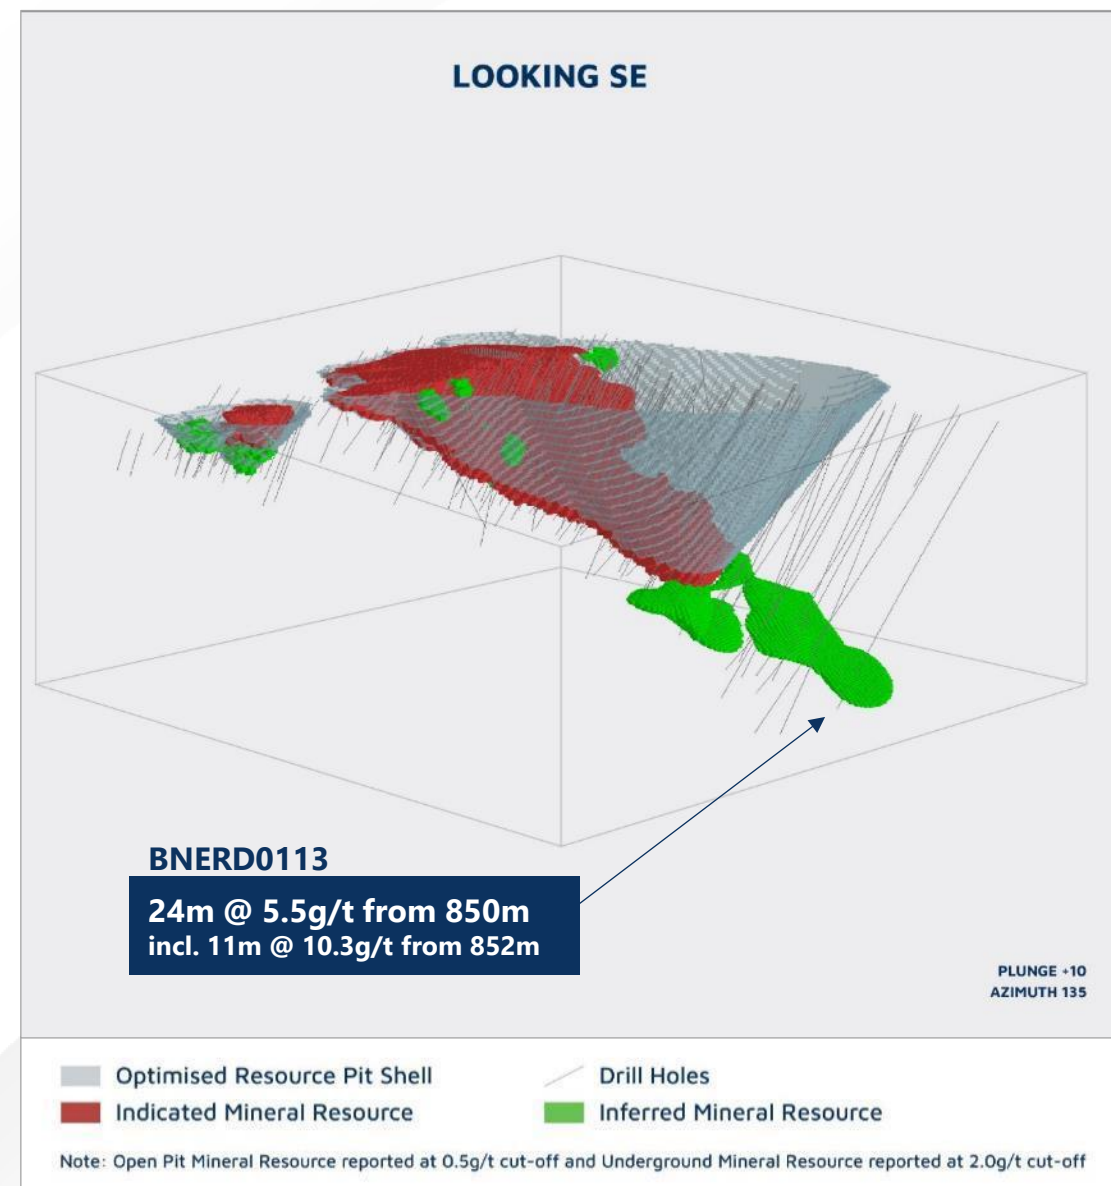 LOOKING SE
BNERD0113
24m @ 5.5g/t from 850m
incl. 11m @ 10.3g/t from 852m
PLUNGE +10
AZIMUTH 135
Optimised Resource Pit Shell
Drill Holes
Indicated Mineral Resource
Inferred Mineral Resource
Note: Open Pit Mineral Resource reported at 0.5g/t cut-off and Underground Mineral Resource reported at 2.0g/t cut-off